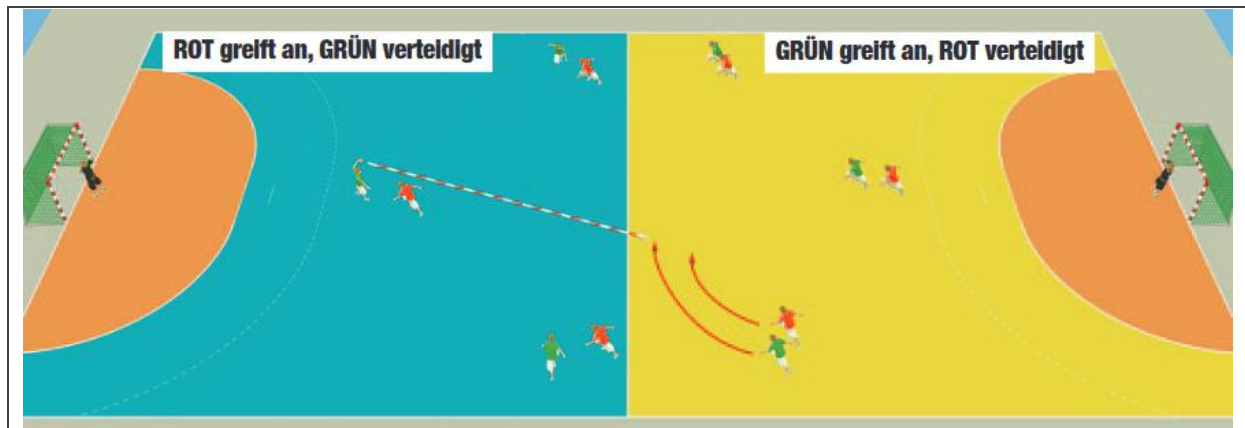 ROT greift an, GRÜN verteidigt
GRÜN greift an, ROT verteidigt